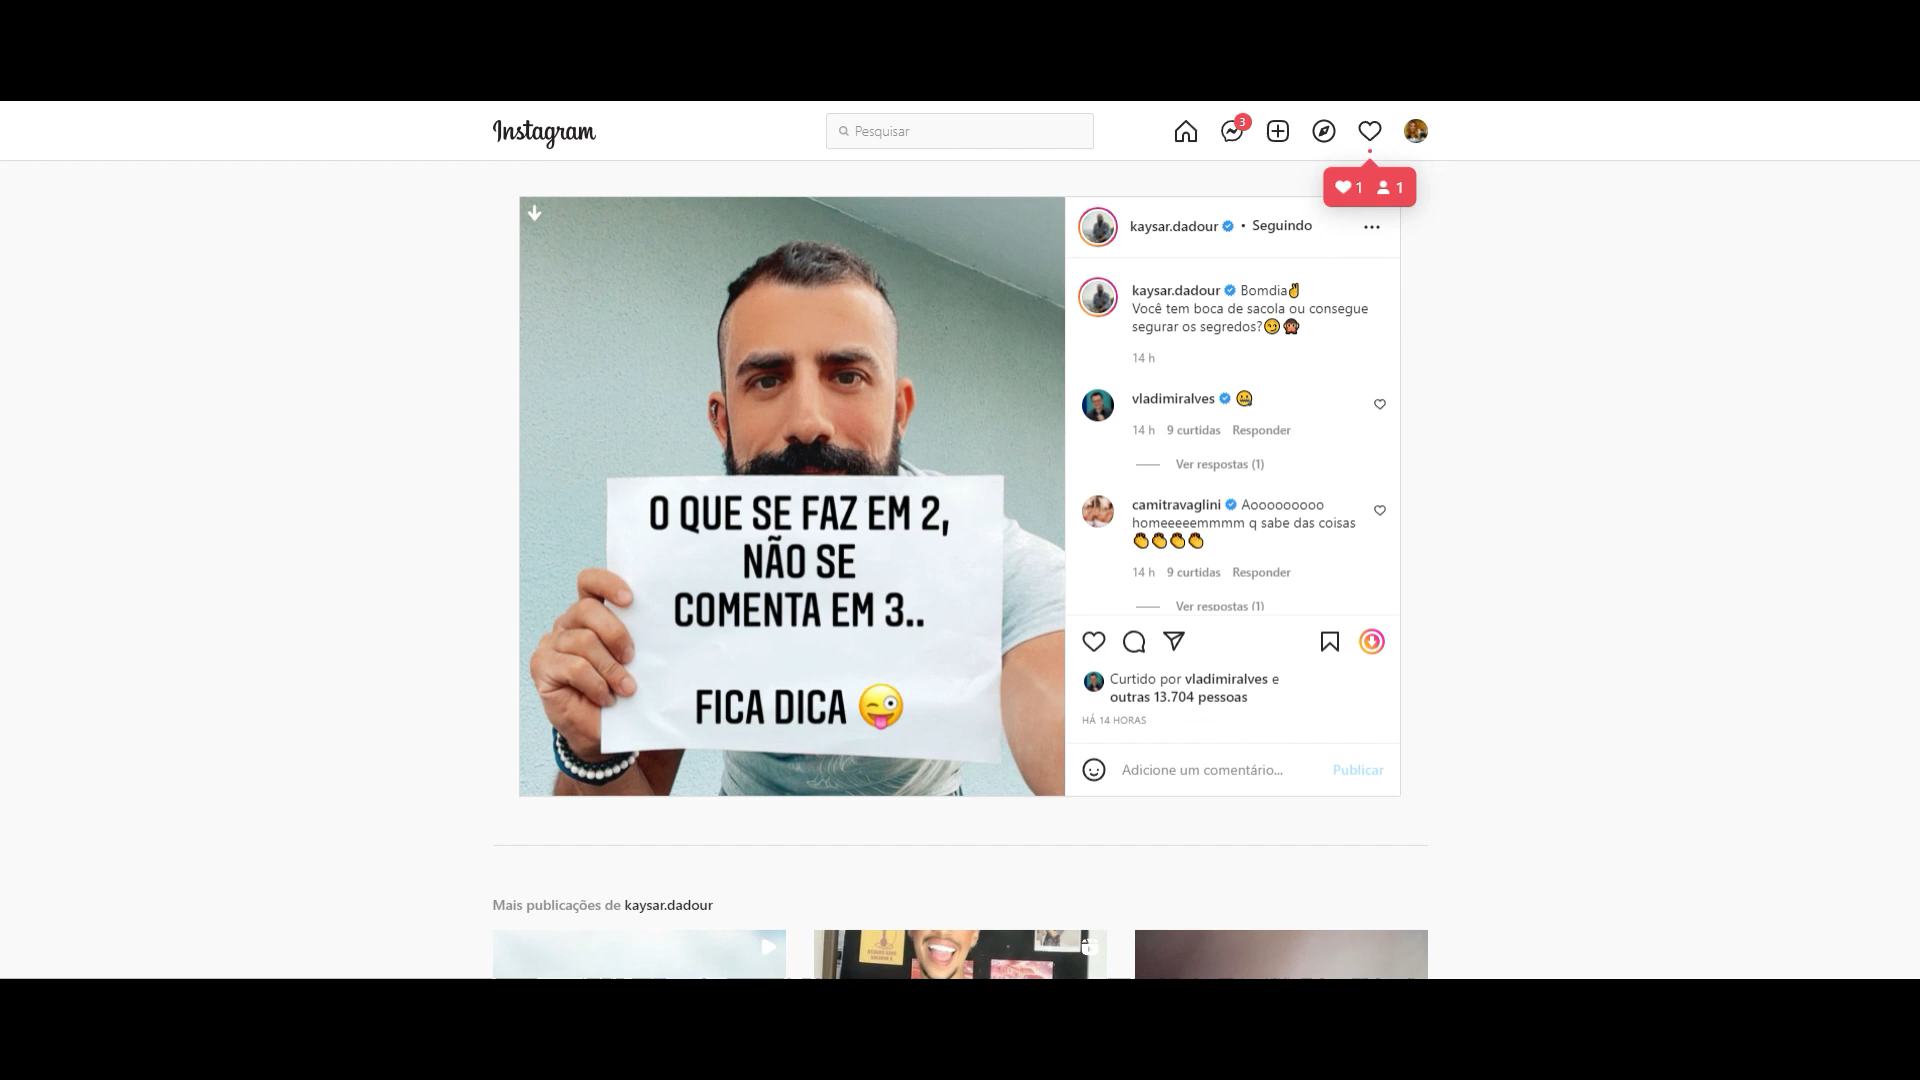 Instagram
Pesquisar
3
1 1
kaysar.dadour • Seguindo
kaysar.dadour Bomdia✌
Você tem boca de sacola ou consegue
segurar os segredos?😏🙊
14 h
vladimiralves 🤐
14 h 9 curtidas Responder
Ver respostas (1)
camitravaglini Aooooooooo
homeeeeemmmm q sabe das coisas
👏👏👏👏
14 h 9 curtidas Responder
Ver respostas (1)
O QUE SE FAZ EM 2,
NÃO SE
COMENTA EM 3..
FICA DICA 😜
Curtido por vladimiralves e
outras 13.704 pessoas
HÁ 14 HORAS
Adicione um comentário... Publicar
Mais publicações de kaysar.dadour